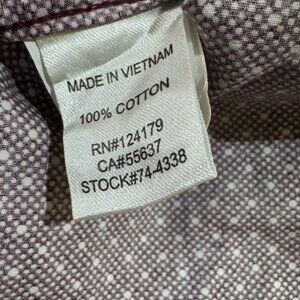 MADE IN VIETNAM
100% COTTON
RN#124179
CA#55637
STOCK#74-4338